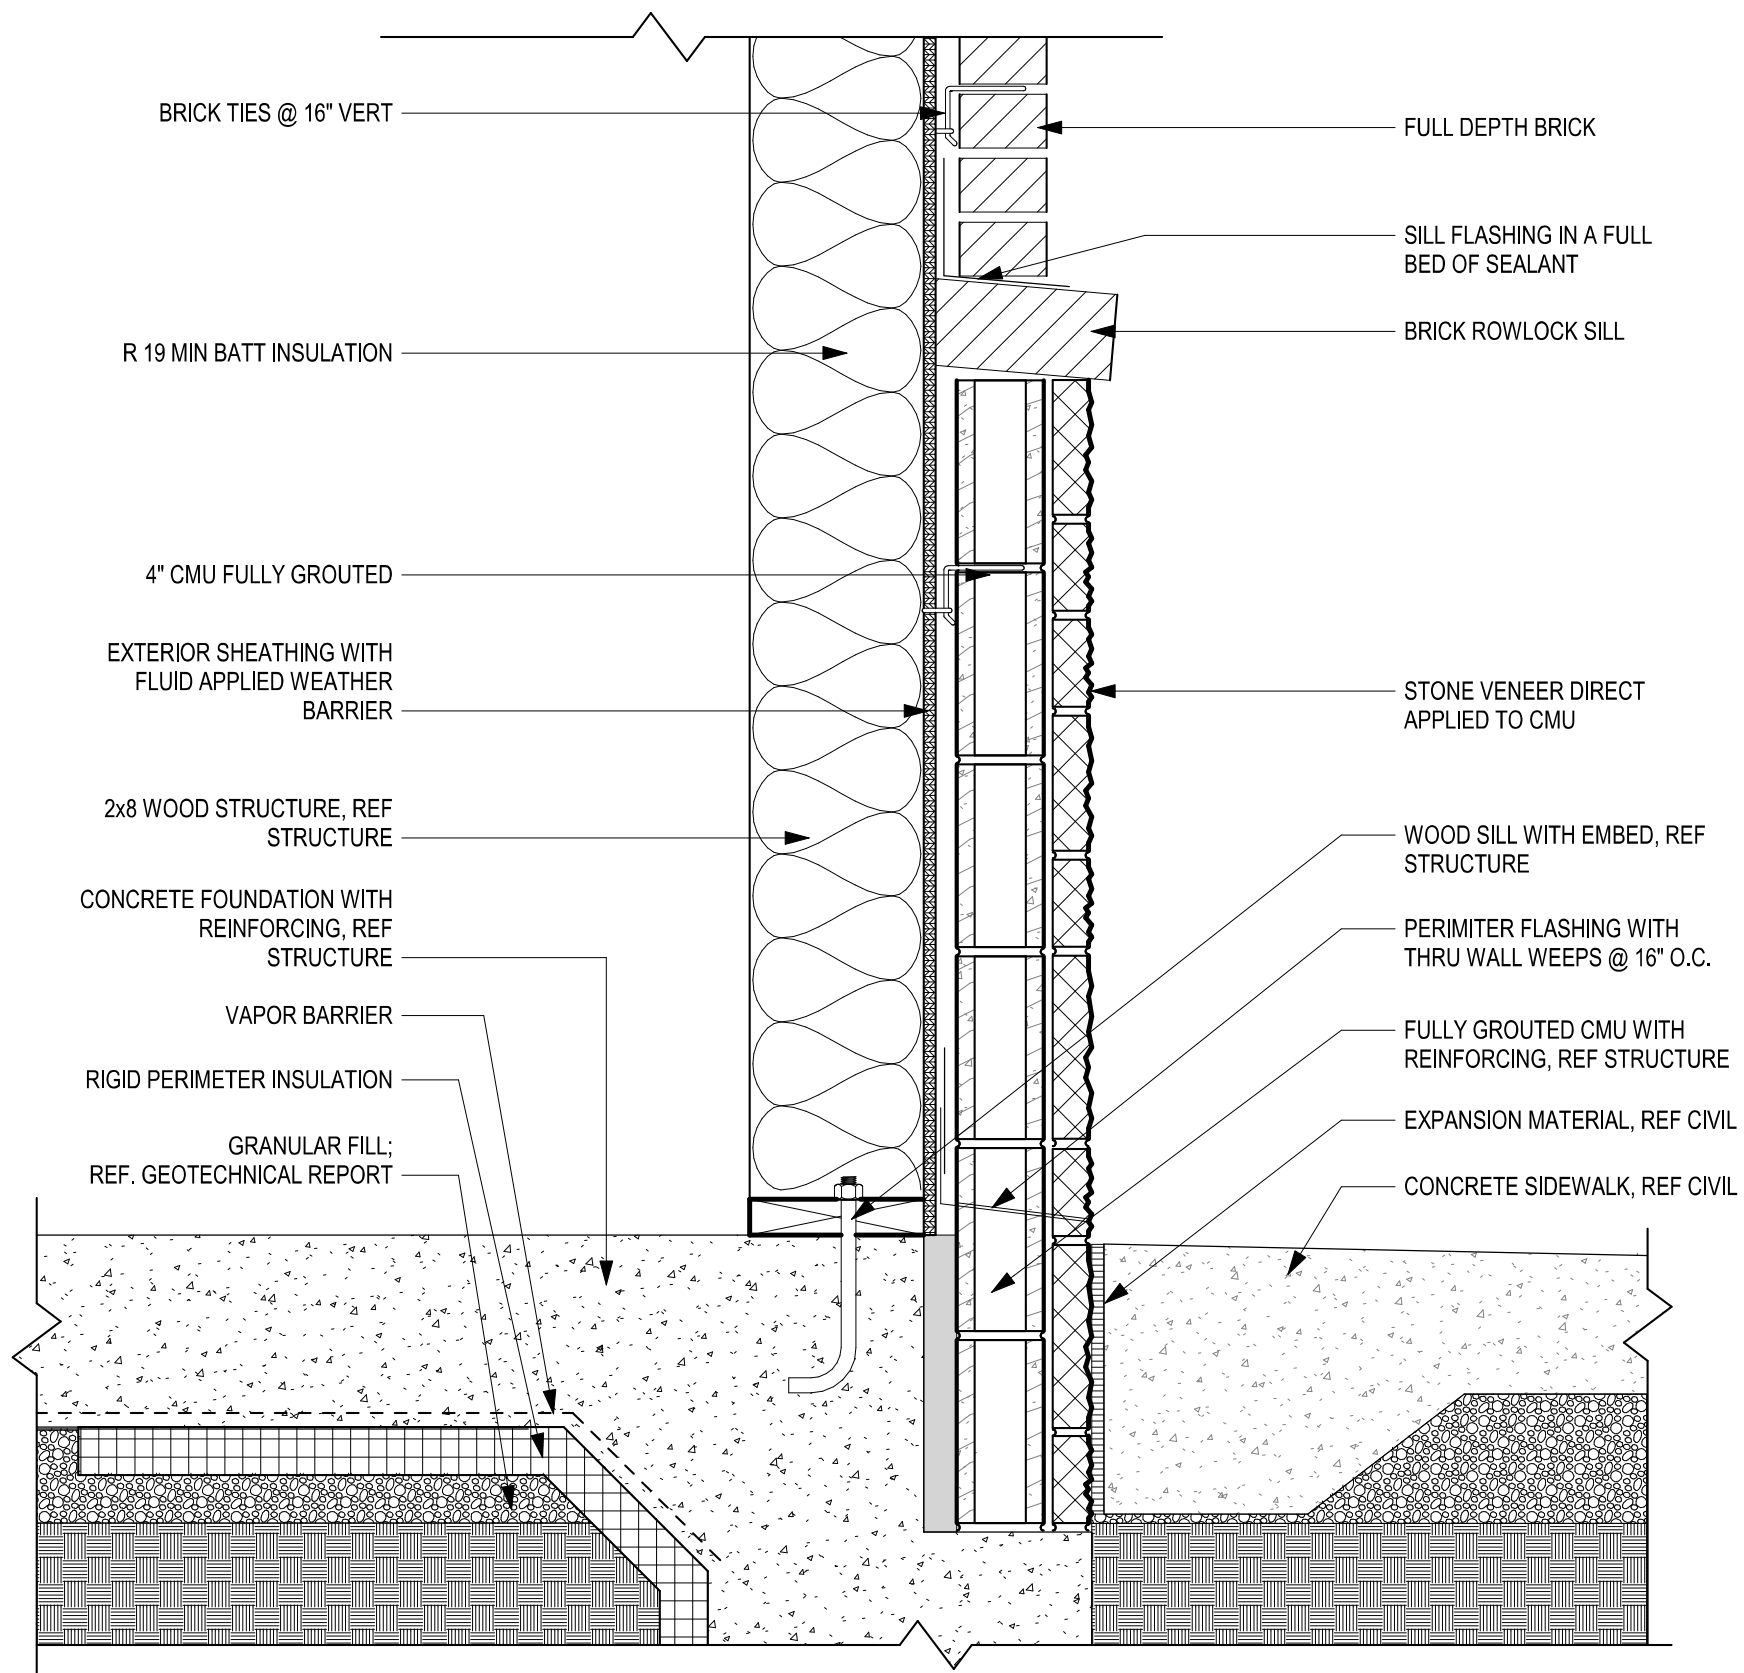 BRICK TIES @ 16" VERT
R 19 MIN BATT INSULATION
4" CMU FULLY GROUTED
EXTERIOR SHEATHING WITH
FLUID APPLIED WEATHER
BARRIER
2x8 WOOD STRUCTURE, REF
STRUCTURE
CONCRETE FOUNDATION WITH
REINFORCING, REF
STRUCTURE
VAPOR BARRIER
RIGID PERIMETER INSULATION
GRANULAR FILL;
REF. GEOTECHNICAL REPORT
FULL DEPTH BRICK
SILL FLASHING IN A FULL
BED OF SEALANT
BRICK ROWLOCK SILL
STONE VENEER DIRECT
APPLIED TO CMU
WOOD SILL WITH EMBED, REF
STRUCTURE
PERIMITER FLASHING WITH
THRU WALL WEEPS @ 16" O.C.
FULLY GROUTED CMU WITH
REINFORCING, REF STRUCTURE
EXPANSION MATERIAL, REF CIVIL
CONCRETE SIDEWALK, REF CIVIL